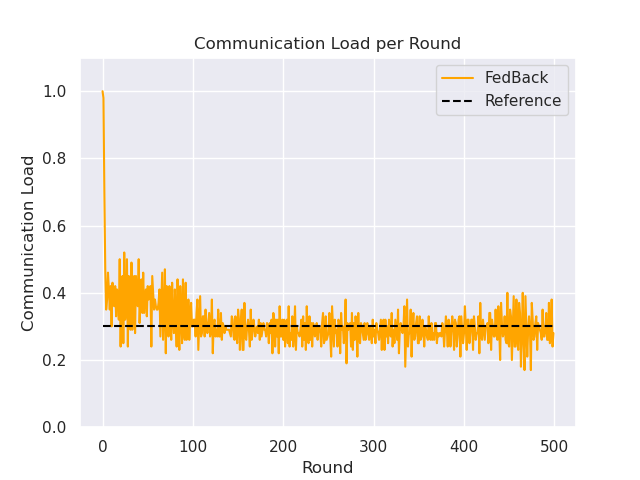 Communication Load per Round
FedBack
Reference
Communication Load
1.0
0.8
0.6
0.4
0.2
0.0
0 100 200 300 400 500
Round